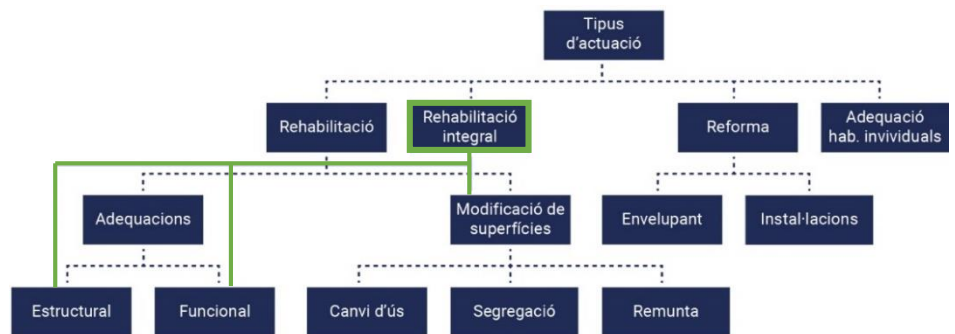 Tipus
d'actuació
Rehabilitació
Rehabilitació
integral
Reforma
Adequació
hab. invividuals
Adequacions
Modificació de
superfícies
Envelupant
Instal·lacions
Estructural
Funcional
Canvi d'ús
Segregació
Remunta